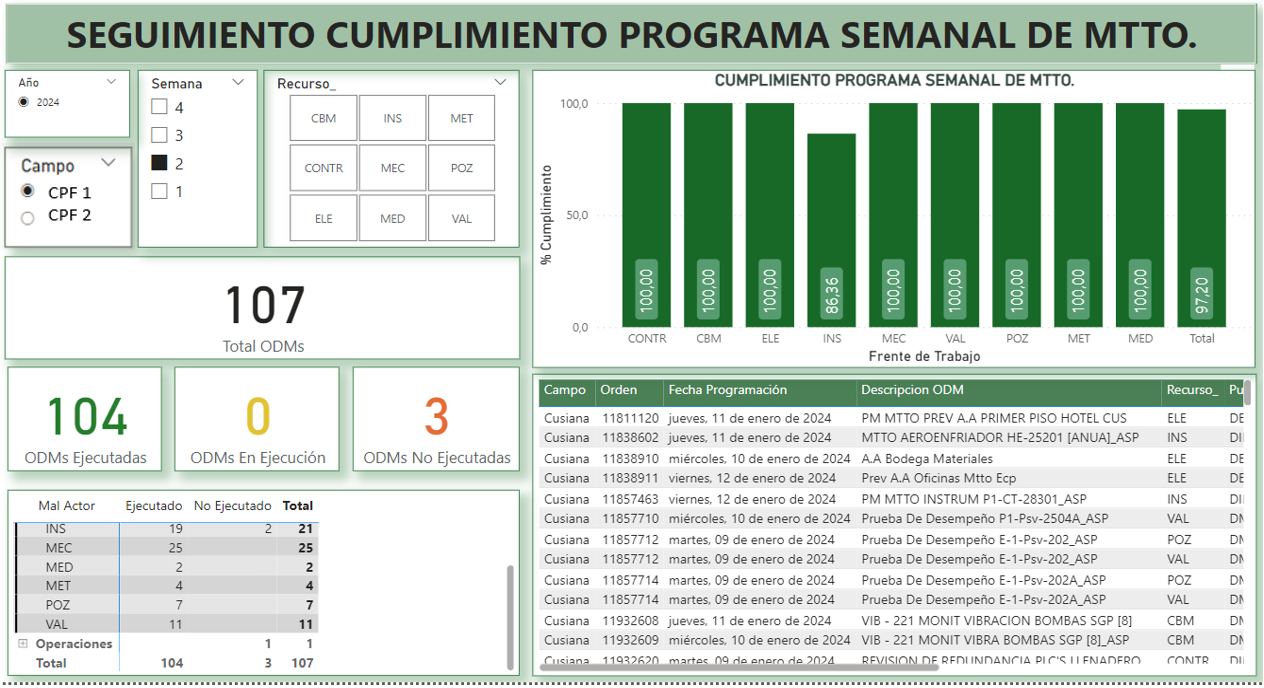 SEGUIMIENTO CUMPLIMIENTO PROGRAMA SEMANAL DE MTTO.
Año
2024
Campo
CPF 1
CPF 2
Semana
4
3
2
1
Recurso_
CBM INS MET
CONTR MEC POZ
ELE MED VAL
107
Total ODMs
104
ODMs Ejecutadas
0
ODMs En Ejecución
3
ODMs No Ejecutadas
Mal Actor Ejecutado No Ejecutado Total
INS 19 2 21
MEC 25 25
MED 2 2
MET 4 4
POZ 7 7
VAL 11 11
Operaciones 1 1
Total 104 3 107
CUMPLIMIENTO PROGRAMA SEMANAL DE MTTO.
% Cumplimiento
100,0
50,0
0,0
100,00 100,00 100,00 86,36 100,00 100,00 100,00 100,00 100,00 97,20
CONTR CBM ELE INS MEC VAL POZ MET MED Total
Frente de Trabajo
Campo Orden Fecha Programación Descripcion ODM Recurso_ Pu
Cusiana 11811120 jueves, 11 de enero de 2024 PM MTTO PREV A.A PRIMER PISO HOTEL CUS ELE DE
Cusiana 11838602 jueves, 11 de enero de 2024 MTTO AEROENFRIADOR HE-25201 [ANUA]_ASP INS DII
Cusiana 11838910 miércoles, 10 de enero de 2024 A.A Bodega Materiales ELE DE
Cusiana 11838911 viernes, 12 de enero de 2024 Prev A.A Oficinas Mtto Ecp ELE DE
Cusiana 11857463 viernes, 12 de enero de 2024 PM MTTO INSTRUM P1-CT-28301_ASP INS DII
Cusiana 11857710 miércoles, 10 de enero de 2024 Prueba De Desempeño P1-Psv-2504A_ASP VAL DM
Cusiana 11857712 martes, 09 de enero de 2024 Prueba De Desempeño E-1-Psv-202_ASP POZ DM
Cusiana 11857712 martes, 09 de enero de 2024 Prueba De Desempeño E-1-Psv-202_ASP VAL DM
Cusiana 11857714 martes, 09 de enero de 2024 Prueba De Desempeño E-1-Psv-202A_ASP POZ DM
Cusiana 11857714 martes, 09 de enero de 2024 Prueba De Desempeño E-1-Psv-202A_ASP VAL DM
Cusiana 11932608 jueves, 11 de enero de 2024 VIB - 221 MONIT VIBRACION BOMBAS SGP [8] CBM DM
Cusiana 11932609 miércoles, 10 de enero de 2024 VIB - 221 MONIT VIBRA BOMBAS SGP [8]_ASP CBM DM
Cusiana 11932620 martes, 09 de enero de 2024 REVISION DE REDUNDANCIA PLC'S LLENADERO CONTR DM